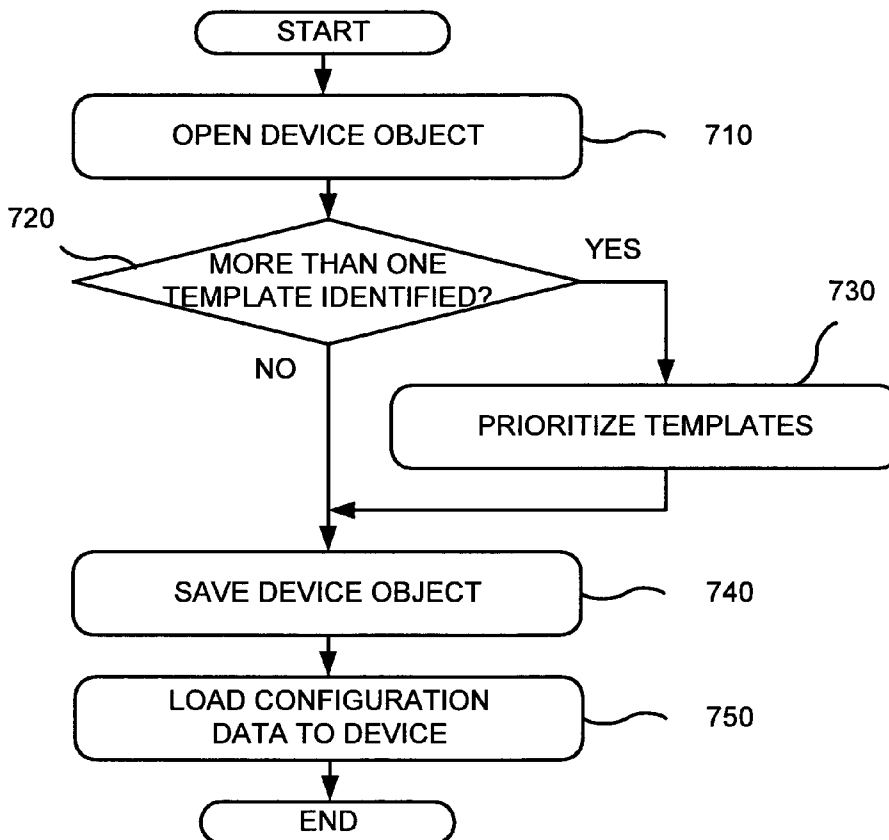 START
OPEN DEVICE OBJECT
710
720
MORE THAN ONE
TEMPLATE IDENTIFIED?
YES
730
NO
PRIORITIZE TEMPLATES
SAVE DEVICE OBJECT
740
LOAD CONFIGURATION
DATA TO DEVICE
750
END